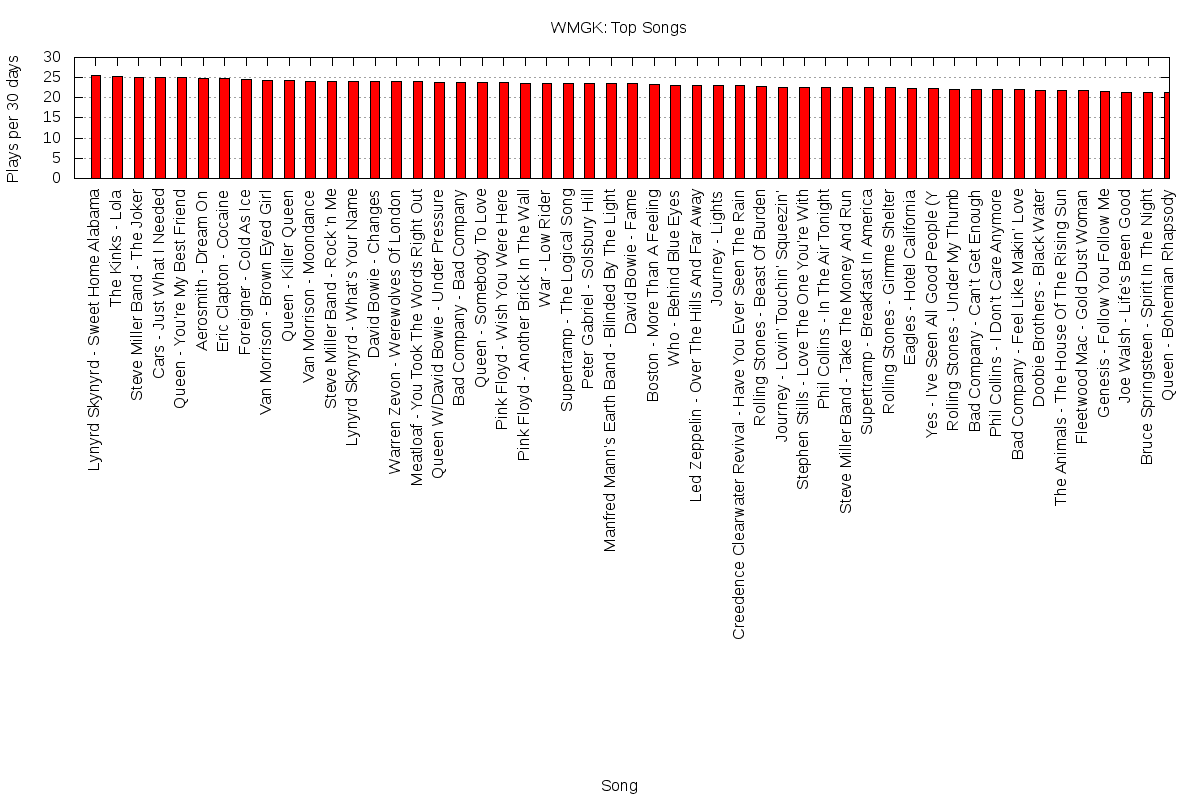 WMGK: Top Songs
Plays per 30 days
30
25
20
15
10
5
0
Lynyrd Skynyrd - Sweet Home Alabama
The Kinks - Lola
Steve Miller Band - The Joker
Cars - Just What I Needed
Queen - You're My Best Friend
Aerosmith - Dream On
Eric Clapton - Cocaine
Foreigner - Cold As Ice
Van Morrison - Brown Eyed Girl
Queen - Killer Queen
Van Morrison - Moondance
Steve Miller Band - Rock 'n Me
Lynyrd Skynyrd - What's Your Name
David Bowie - Changes
Warren Zevon - Werewolves Of London
Meatloaf - You Took The Words Right Out
Queen W/David Bowie - Under Pressure
Bad Company - Bad Company
Queen - Somebody To Love
Pink Floyd - Wish You Were Here
Pink Floyd - Another Brick In The Wall
War - Low Rider
Supertramp - The Logical Song
Peter Gabriel - Solsbury Hill
Manfred Mann's Earth Band - Blinded By The Light
David Bowie - Fame
Boston - More Than A Feeling
Who - Behind Blue Eyes
Led Zeppelin - Over The Hills And Far Away
Journey - Lights
Creedence Clearwater Revival - Have You Ever Seen The Rain
Rolling Stones - Beast Of Burden
Journey - Lovin' Touchin' Squeezin'
Stephen Stills - Love The One You're With
Phil Collins - In The Air Tonight
Steve Miller Band - Take The Money And Run
Supertramp - Breakfast In America
Rolling Stones - Gimme Shelter
Eagles - Hotel California
Yes - I've Seen All Good People (Y
Rolling Stones - Under My Thumb
Bad Company - Can't Get Enough
Phil Collins - I Don't Care Anymore
Bad Company - Feel Like Makin' Love
Doobie Brothers - Black Water
The Animals - The House Of The Rising Sun
Fleetwood Mac - Gold Dust Woman
Genesis - Follow You Follow Me
Joe Walsh - Life's Been Good
Bruce Springsteen - Spirit In The Night
Queen - Bohemian Rhapsody
Song